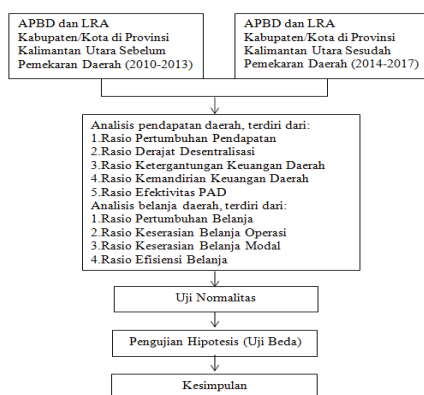 APBD dan LRA
Kabupaten/Kota di Provinsi
Kalimantan Utara Sebelum
Pemekaran Daerah (2010-2013)
APBD dan LRA
Kabupaten/Kota di Provinsi
Kalimantan Utara Sesudah
Pemekaran Daerah (2014-2017)
Analisis pendapatan daerah, terdiri dari:
1.Rasio Pertumbuhan Pendapatan
2.Rasio Derajat Desentralisasi
3.Rasio Ketergantungan Keuangan Daerah
4.Rasio Kemandirian Keuangan Daerah
5.Rasio Efektivitas PAD
Analisis belanja daerah, terdiri dari:
1.Rasio Pertumbuhan Belanja
2.Rasio Keserasian Belanja Operasi
3.Rasio Keserasian Belanja Modal
4.Rasio Efisiensi Belanja
Uji Normalitas
Pengujian Hipotesis (Uji Beda)
Kesimpulan